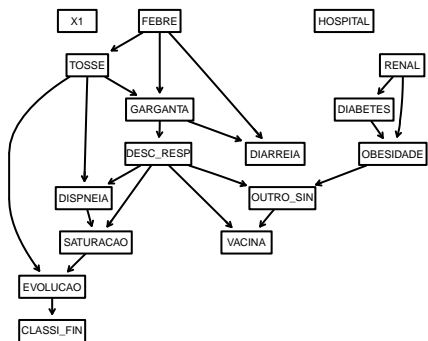 X1 FEBRE HOSPITAL
TOSSE RENAL
GARGANTA DIABETES
DESC_RESP DIARREIA OBESIDADE
DISPNEIA OUTRO_SIN
SATURACAO VACINA
EVOLUCAO
CLASSI_FIN